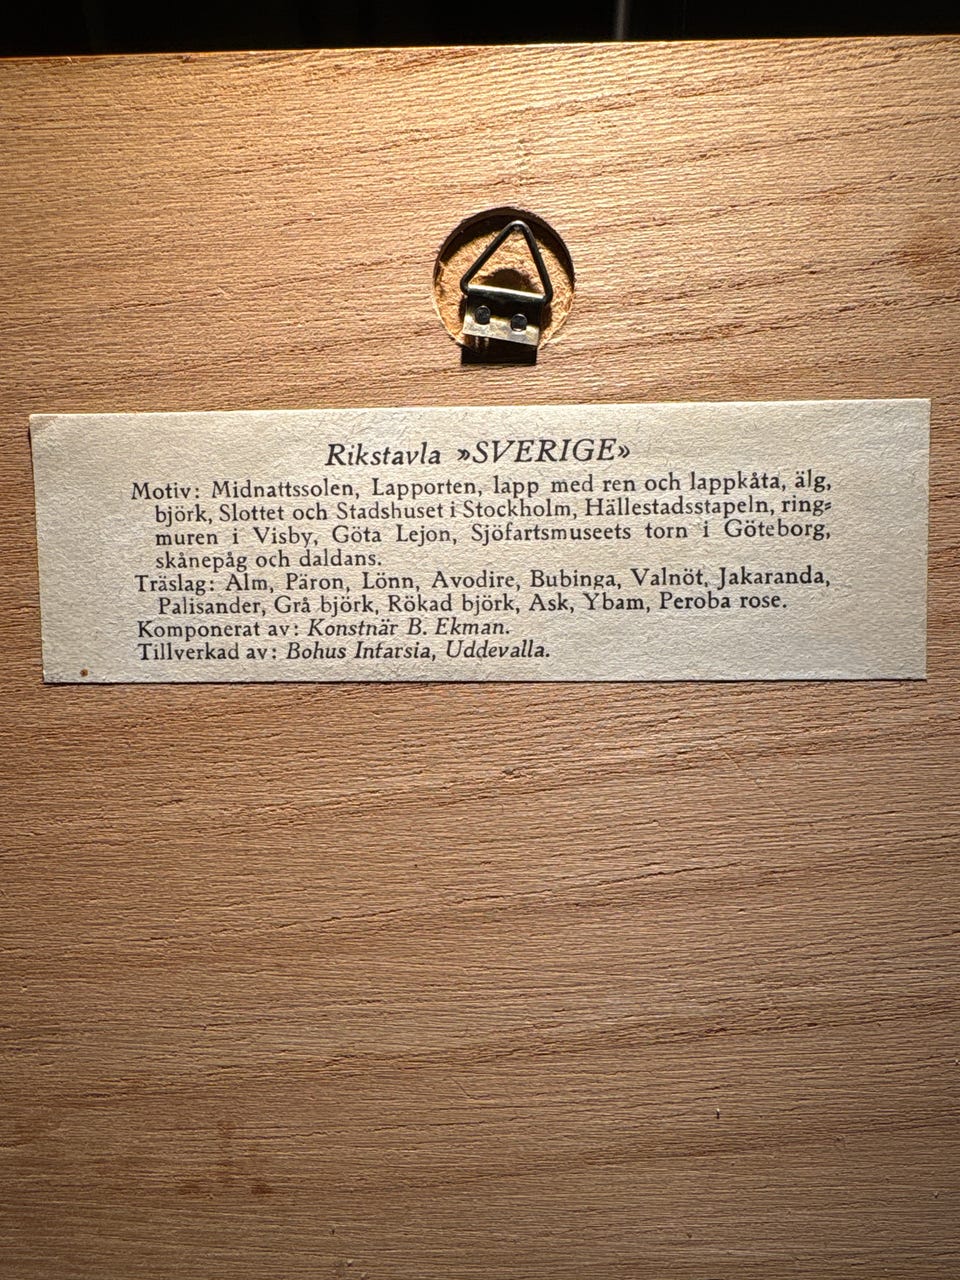 Rikstavla »SVERIGE»
Motiv: Midnattssolen, Lapporten, lapp med ren och lappkåta, älg,
björk, Slottet och Stadshuset i Stockholm, Hällestadsstapeln, ring-
muren i Visby, Göta Lejon, Sjöfartsmuseets torn i Göteborg,
skånepåg och daldans.
Träslag: Alm, Päron, Lönn, Avodire, Bubinga, Valnöt, Jakaranda,
Palisander, Grå björk, Rökad björk, Ask, Ybam, Peroba rose.
Komponerat av: Konstnär B. Ekman.
Tillverkad av: Bohus Intarsia, Uddevalla.